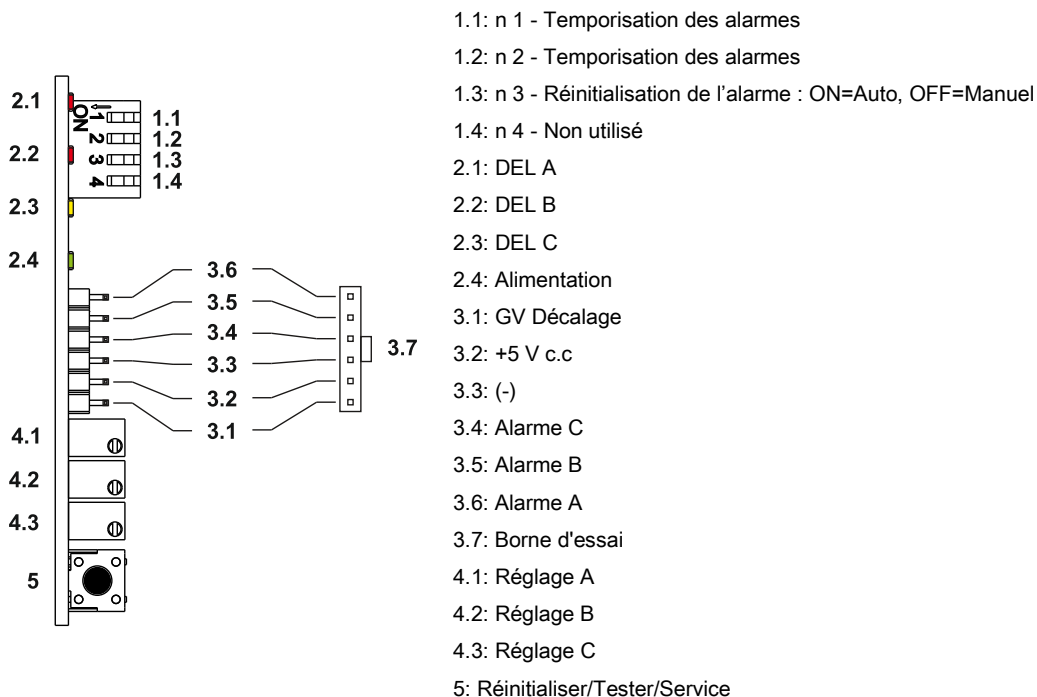 2.1
2.2
2.3
2.4
ON
1
2
3
4
1.1
1.2
1.3
1.4
3.6
3.5
3.4
3.3
3.2
3.1
3.7
4.1
4.2
4.3
5
1.1: n 1 - Temporisation des alarmes
1.2: n 2 - Temporisation des alarmes
1.3: n 3 - Réinitialisation de l’alarme : ON=Auto, OFF=Manuel
1.4: n 4 - Non utilisé
2.1: DEL A
2.2: DEL B
2.3: DEL C
2.4: Alimentation
3.1: GV Décalage
3.2: +5 V c.c
3.3: (-)
3.4: Alarme C
3.5: Alarme B
3.6: Alarme A
3.7: Borne d'essai
4.1: Réglage A
4.2: Réglage B
4.3: Réglage C
5: Réinitialiser/Tester/Service